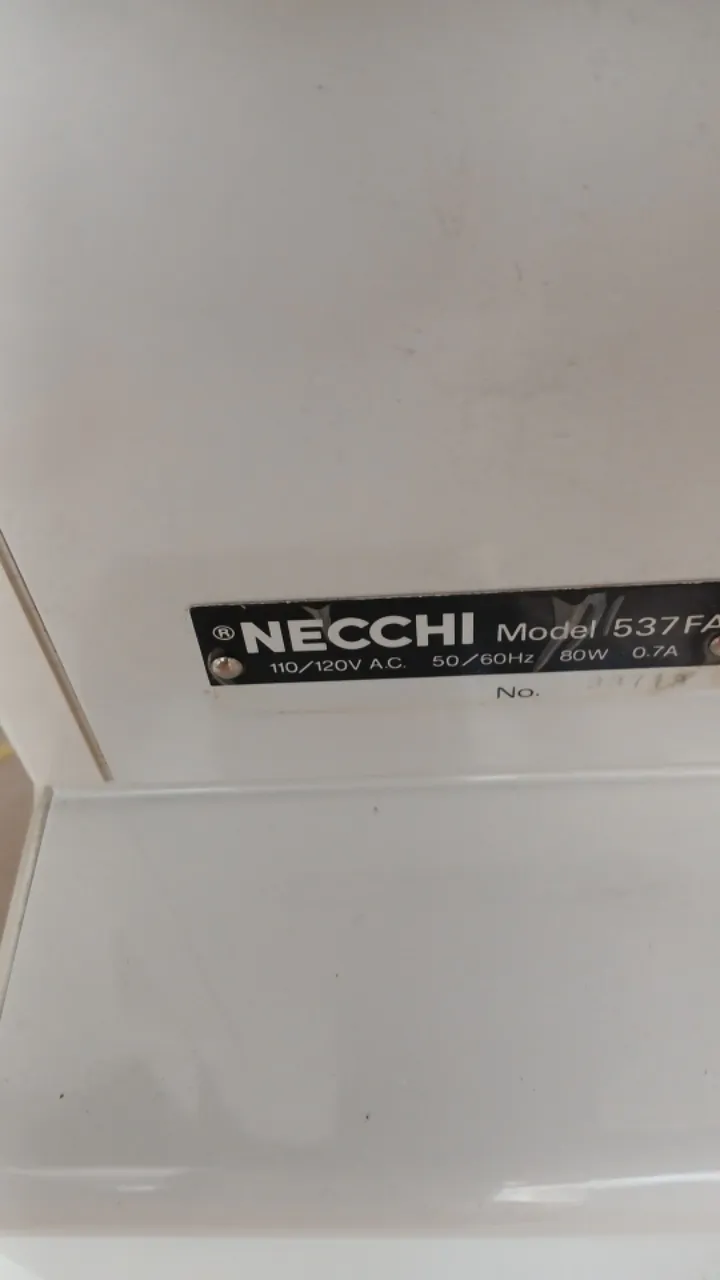 ® NECCHI Model 537FA
110/120V A.C. 50/60Hz 80W 0.7A
No.